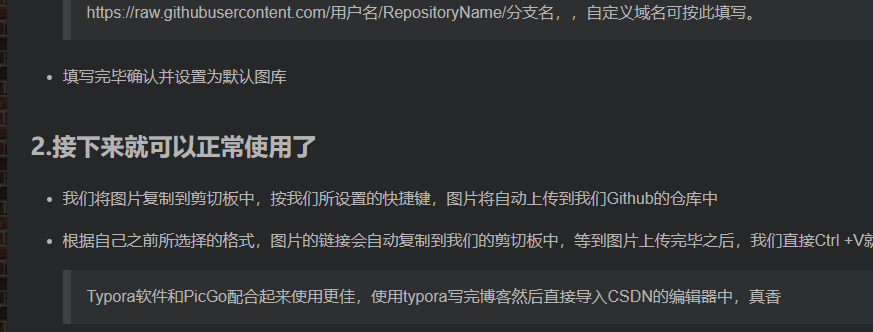 https://raw.githubusercontent.com/用户名/RepositoryName/分支名，，自定义域名可按此填写。
填写完毕确认并设置为默认图库
2.接下来就可以正常使用了
我们将图片复制到剪切板中，按我们所设置的快捷键，图片将自动上传到我们Github的仓库中
根据自己之前所选择的格式，图片的链接会自动复制到我们的剪切板中，等到图片上传完毕之后，我们直接Ctrl +V就
Typora软件和PicGo配合起来使用更佳，使用typora写完博客然后直接导入CSDN的编辑器中，真香